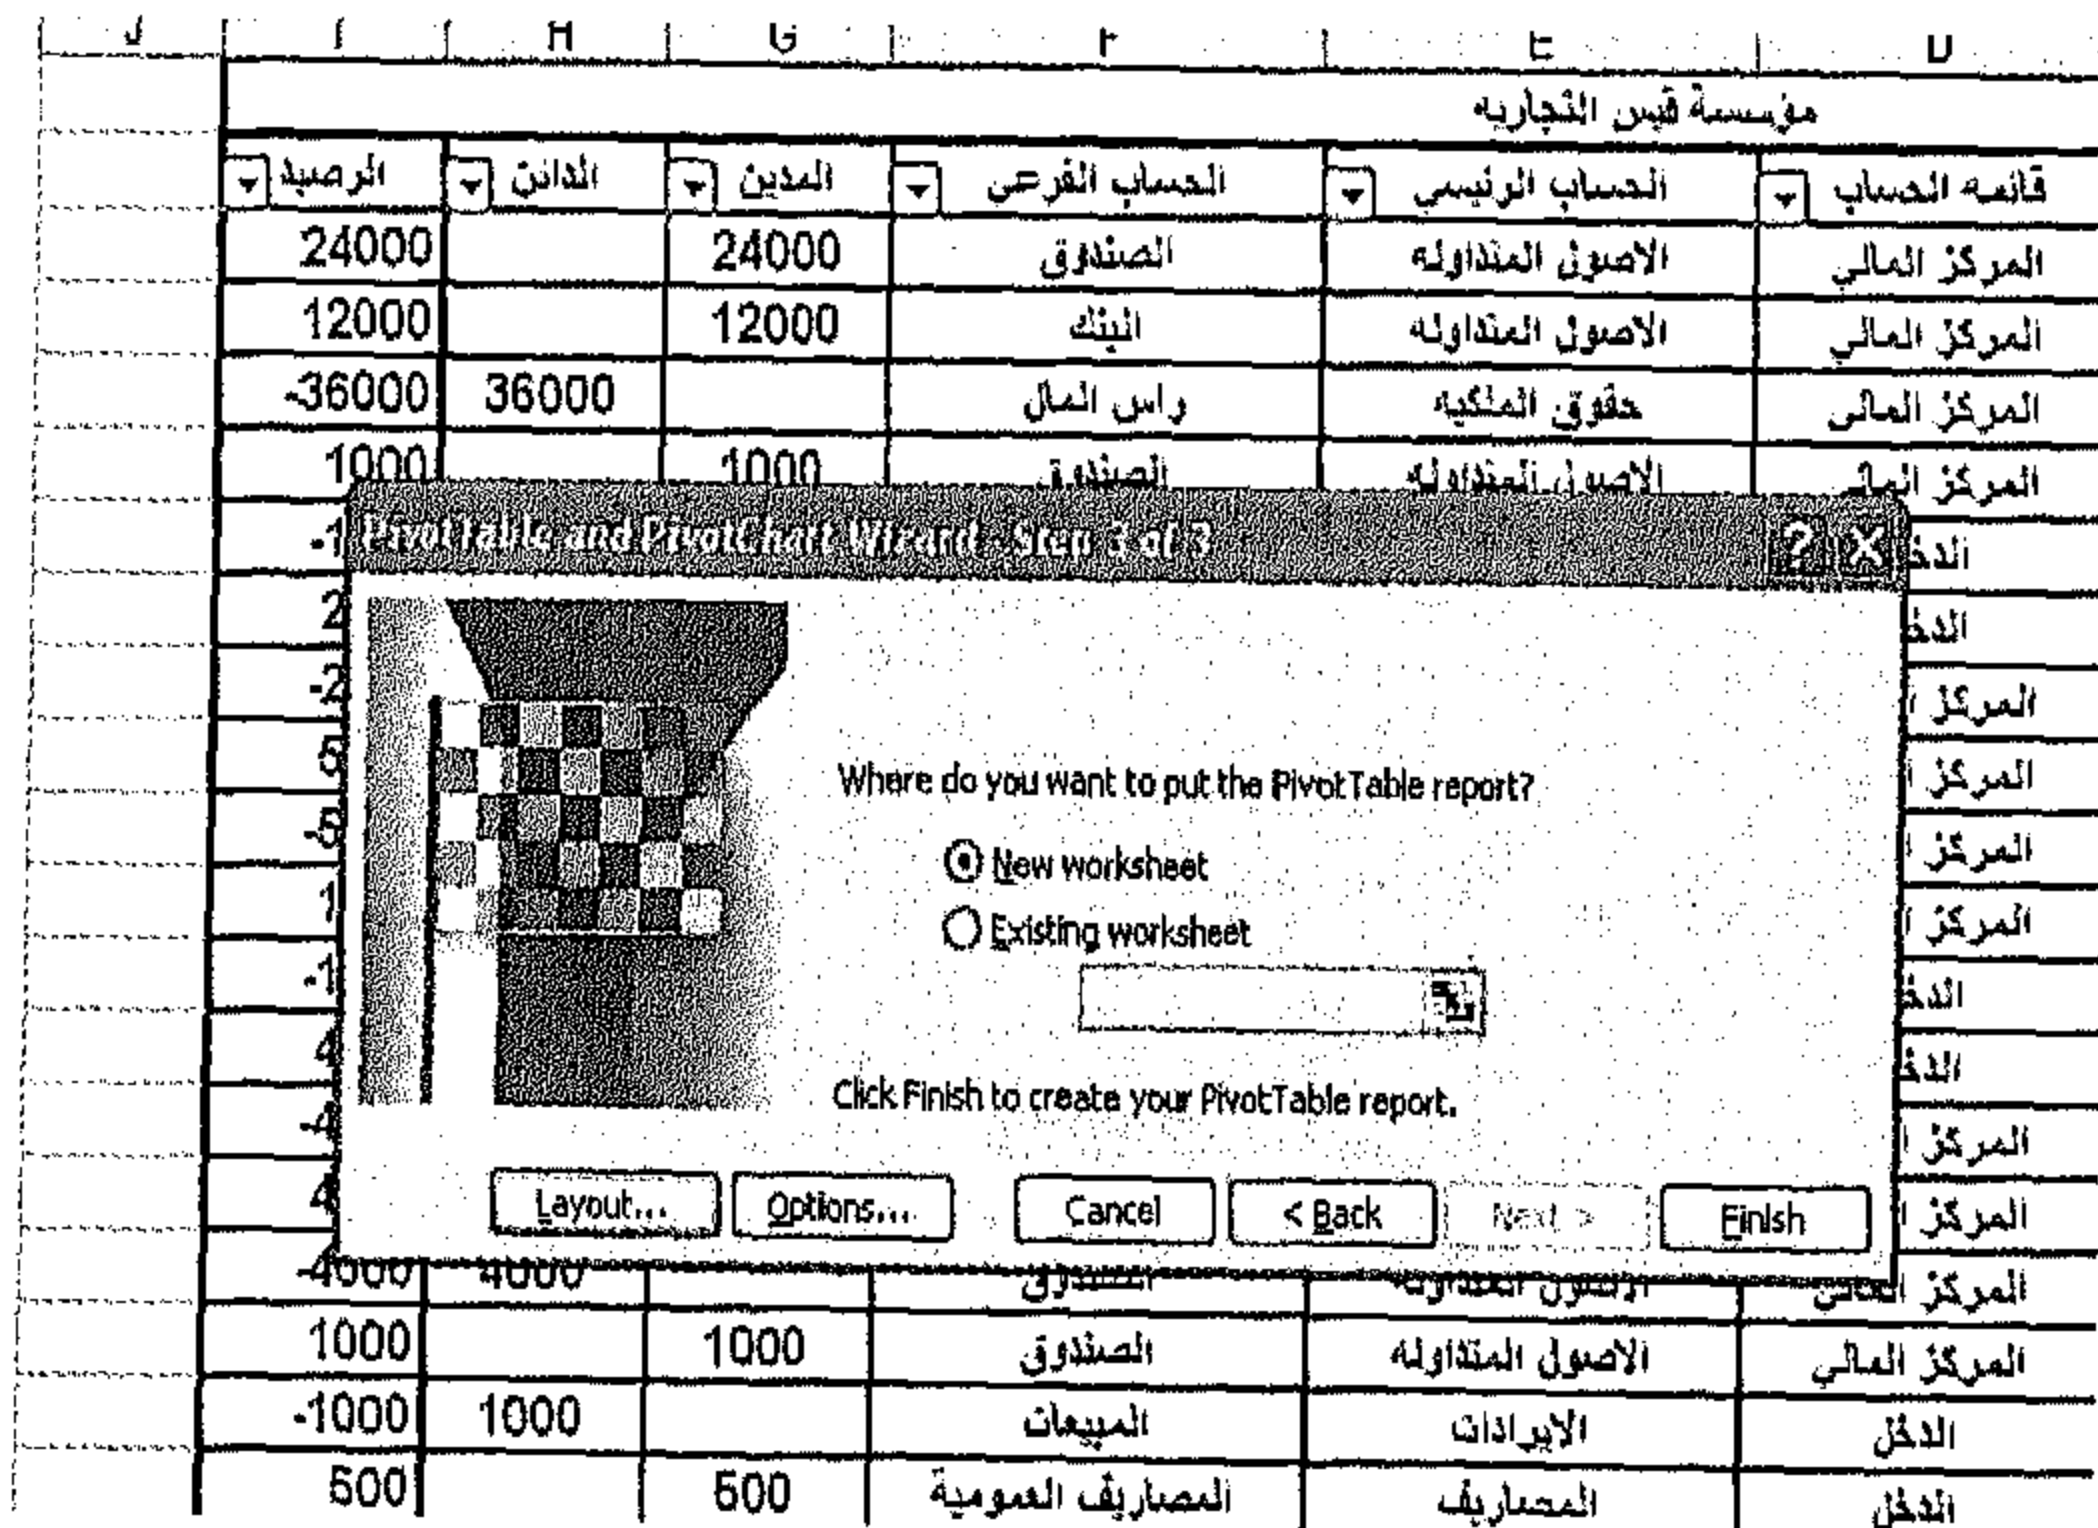 J I H G F E D
مؤسسة قيس التجاريه
قائمه الحساب الحساب الرئيسي الحساب الفرعي المدين الدائن الرصيد
المركز المالي الاصول المتداوله الصندوق 24000 24000
المركز المالي الاصول المتداوله البنك 12000 12000
المركز المالي حقوق الملكيه راس المال 36000 -36000
المركز المالي الاصول المتداوله الصندوق 1000 1000
PivotTable and PivotChart Wizard - Step 3 of 3
Where do you want to put the PivotTable report?
New worksheet
Existing worksheet
Click Finish to create your PivotTable report.
Layout... Options... Cancel < Back Next > Finish
المركز المالي الاصول المتداوله الصندوق 4000 -4000
المركز المالي الاصول المتداوله الصندوق 1000 1000
الدخل الايرادات المبيعات 1000 -1000
الدخل المصاريف المصاريف العمومية 500 500